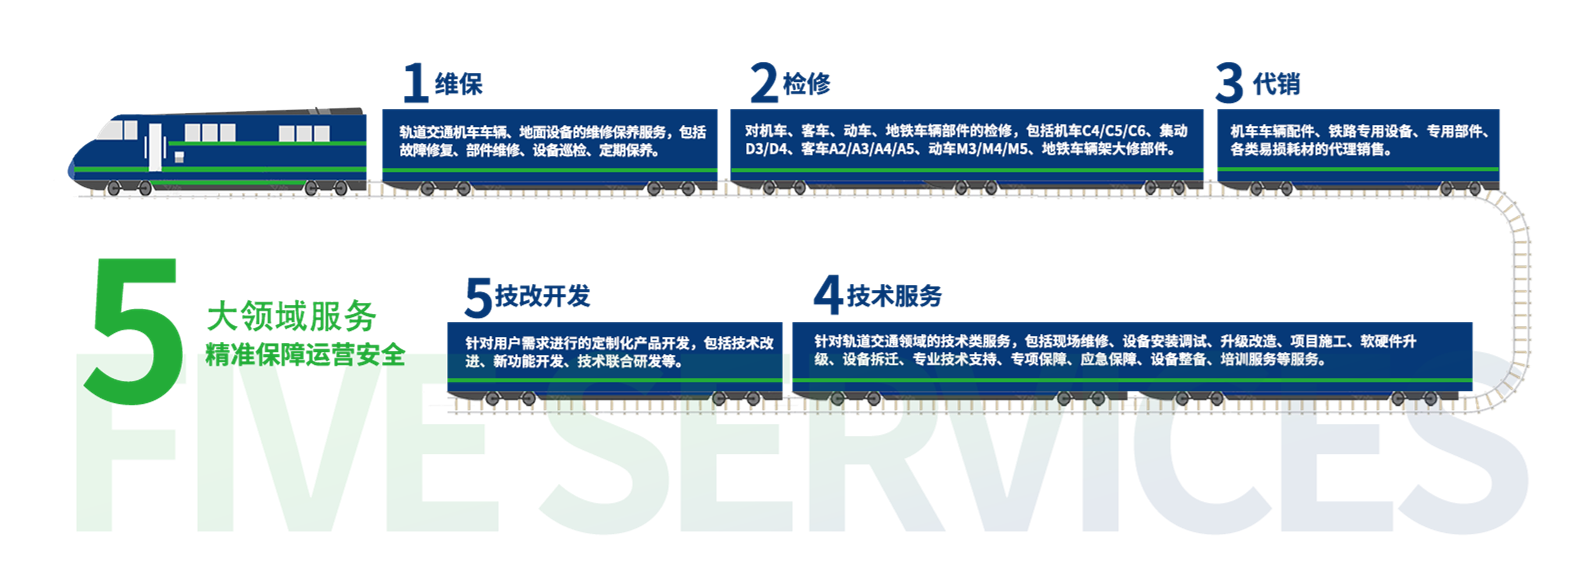 1 维保
轨道交通机车车辆、地面设备的维修保养服务，包括
故障修复、部件维修、设备巡检、定期保养。
2 检修
对机车、客车、动车、地铁车辆部件的检修，包括机车C4/C5/C6、集动
D3/D4、客车A2/A3/A4/A5、动车M3/M4/M5、地铁车辆架大修部件。
3 代销
机车车辆配件、铁路专用设备、专用部件、
各类易损耗材的代理销售。
4 技术服务
针对轨道交通领域的技术类服务，包括现场维修、设备安装调试、升级改造、项目施工、软硬件升
级、设备拆迁、专业技术支持、专项保障、应急保障、设备整备、培训服务等服务。
5 技改开发
针对用户需求进行的定制化产品开发，包括技术改
进、新功能开发、技术联合研发等。
5 大领域服务
精准保障运营安全
FIVE SERVICES